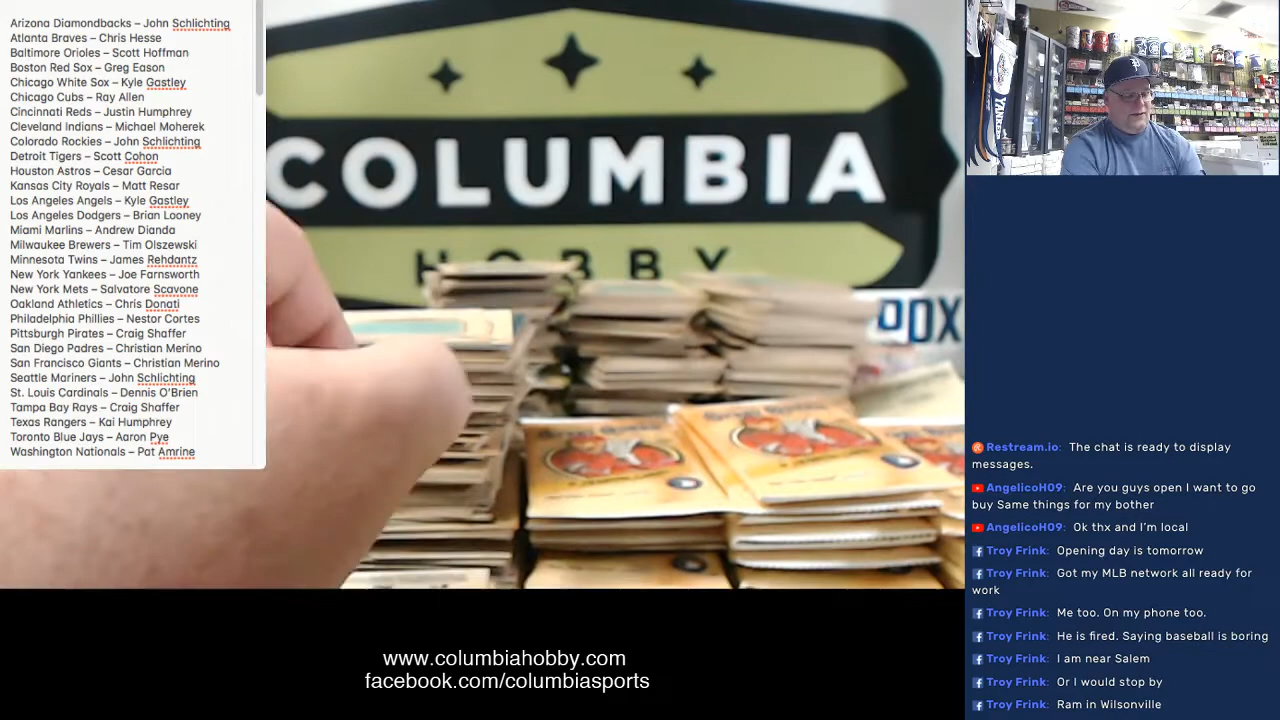 Arizona Diamondbacks – John Schlichting
Atlanta Braves – Chris Hesse
Baltimore Orioles – Scott Hoffman
Boston Red Sox – Greg Eason
Chicago White Sox – Kyle Gastley
Chicago Cubs – Ray Allen
Cincinnati Reds – Justin Humphrey
Cleveland Indians – Michael Moherek
Colorado Rockies – John Schlichting
Detroit Tigers – Scott Cohon
Houston Astros – Cesar Garcia
Kansas City Royals – Matt Resar
Los Angeles Angels – Kyle Gastley
Los Angeles Dodgers – Brian Looney
Miami Marlins – Andrew Dianda
Milwaukee Brewers – Tim Olszewski
Minnesota Twins – James Rehdantz
New York Yankees – Joe Farnsworth
New York Mets – Salvatore Scavone
Oakland Athletics – Chris Donati
Philadelphia Phillies – Nestor Cortes
Pittsburgh Pirates – Craig Shaffer
San Diego Padres – Christian Merino
San Francisco Giants – Christian Merino
Seattle Mariners – John Schlichting
St. Louis Cardinals – Dennis O'Brien
Tampa Bay Rays – Craig Shaffer
Texas Rangers – Kai Humphrey
Toronto Blue Jays – Aaron Pye
Washington Nationals – Pat Amrine
COLUMBIA
HOBBY
www.columbiahobby.com
facebook.com/columbiasports
Restream.io: The chat is ready to display
messages.
AngelicoH09: Are you guys open I want to go
buy Same things for my bother
AngelicoH09: Ok thx and I'm local
Troy Frink: Opening day is tomorrow
Troy Frink: Got my MLB network all ready for
work
Troy Frink: Me too. On my phone too.
Troy Frink: He is fired. Saying baseball is boring
Troy Frink: I am near Salem
Troy Frink: Or I would stop by
Troy Frink: Ram in Wilsonville